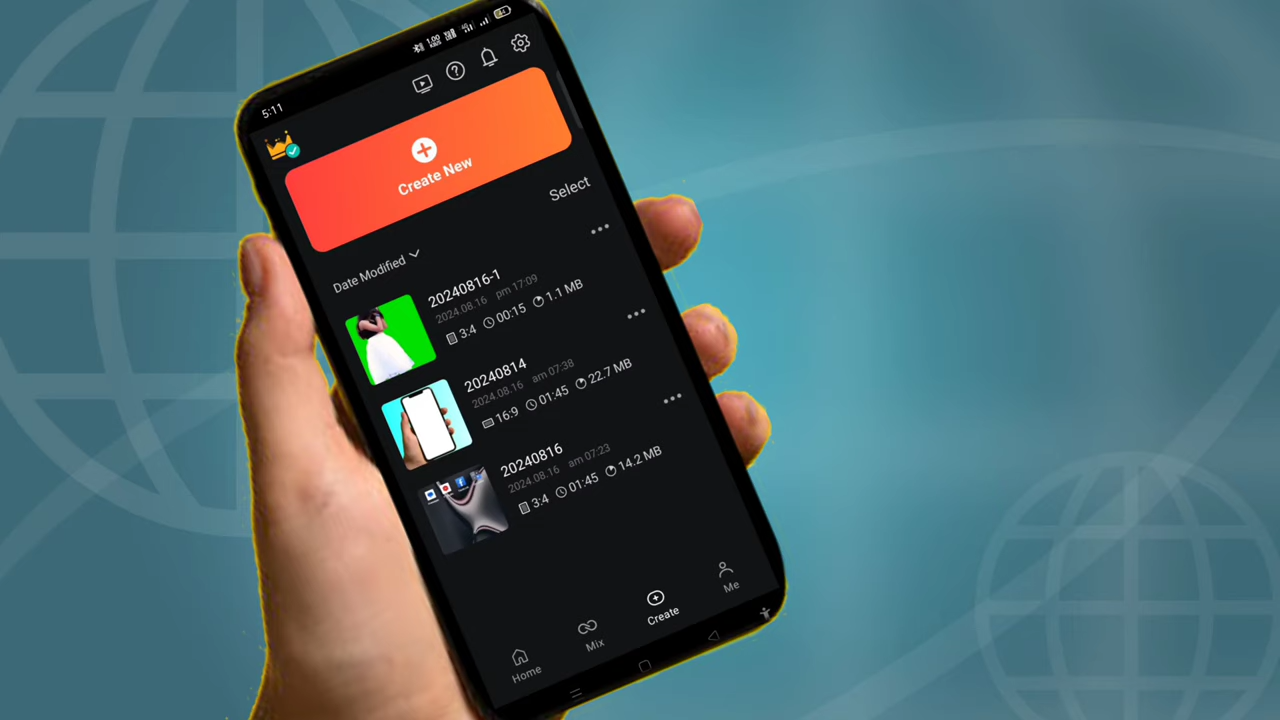 5:11
Create New
Select
Date Modified
20240816-1
2024.08.16 pm 17:09
3:4 00:15 1.1 MB
20240814
2024.08.16 am 07:38
16:9 01:45 22.7 MB
20240816
2024.08.16 am 07:23
3:4 01:45 14.2 MB
Home
Mix
Create
Me